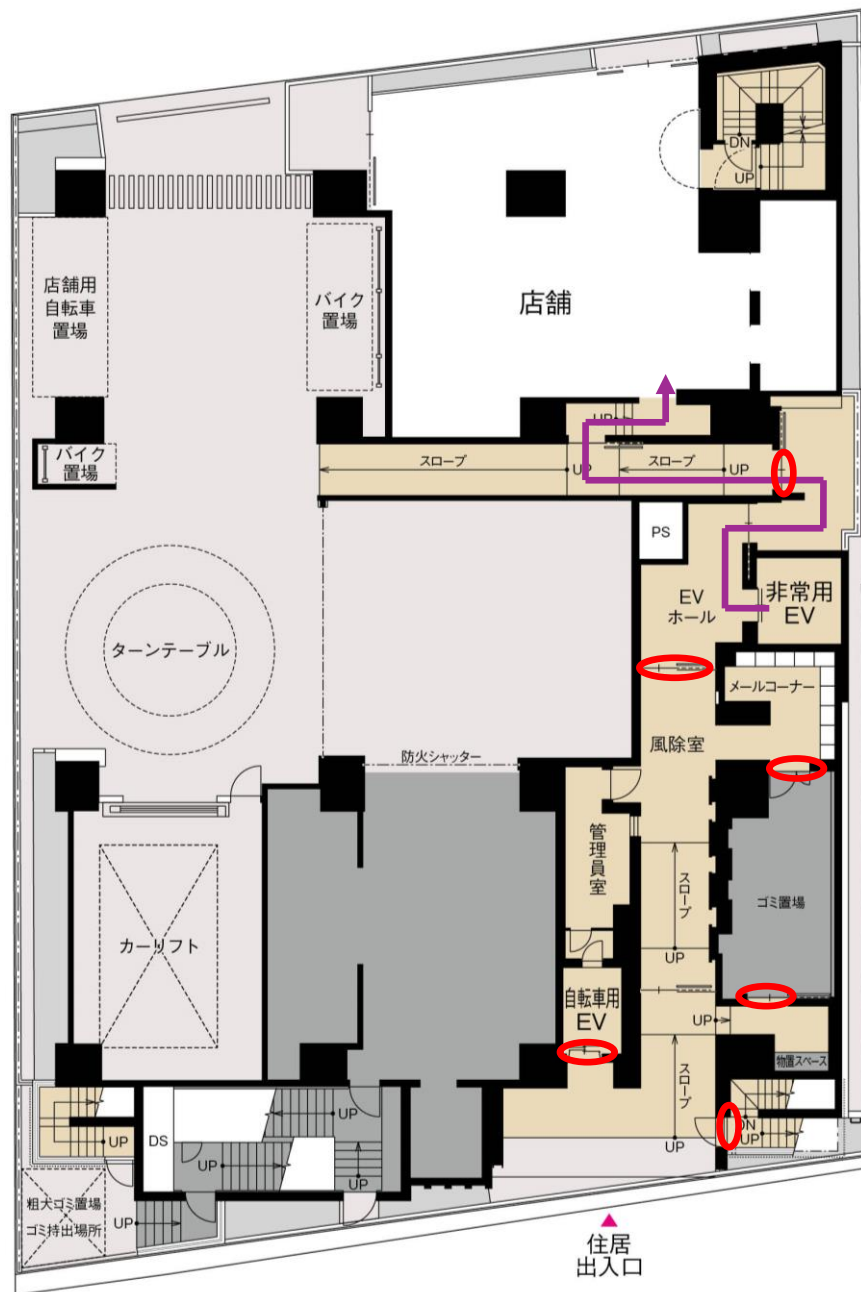 DN
UP
店舗用
自転車
置場
バイク
置場
店舗
UP
バイク
置場
スロープ
UP
スロープ
UP
PS
EV
ホール
非常用
EV
ターンテーブル
メールコーナー
風除室
防火シャッター
管理員室
スロープ
ゴミ置場
カーリフト
UP
自転車用
EV
UP
物置スペース
スロープ
UP
DS
UP
UP
UP
UP
DN
UP
粗大ゴミ置場
ゴミ持出場所
UP
住居
出入口